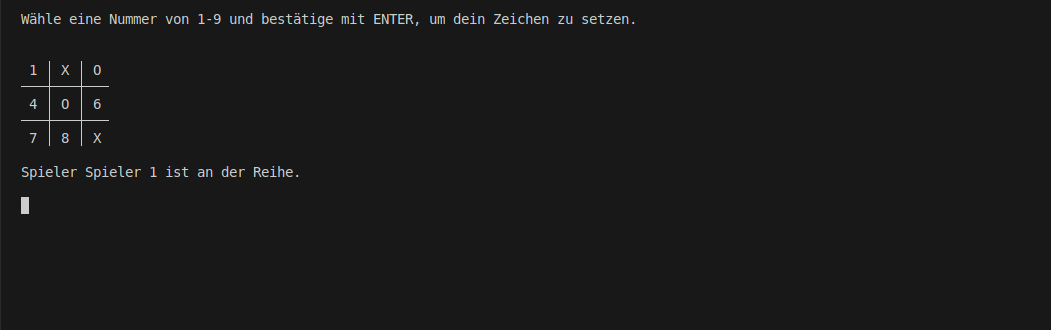 Wähle eine Nummer von 1-9 und bestätige mit ENTER, um dein Zeichen zu setzen.
1 X O
4 O 6
7 8 X
Spieler Spieler 1 ist an der Reihe.